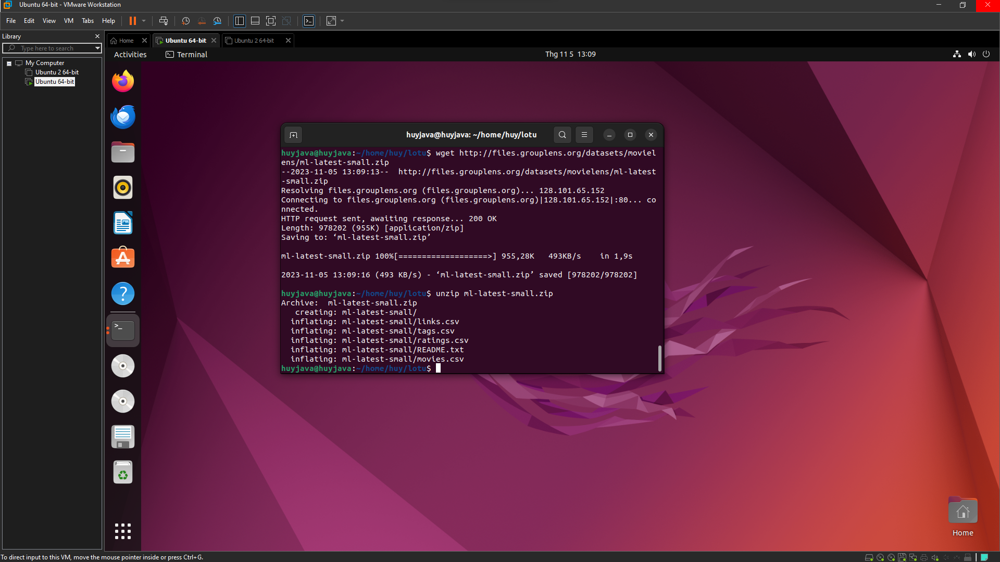 Ubuntu 64-bit - VMware Workstation
File Edit View VM Tabs Help
Library
Type here to search
My Computer
Ubuntu 2 64-bit
Ubuntu 64-bit
Home
Ubuntu 64-bit
Ubuntu 2 64-bit
Activities
Terminal
Thg 11 5 13:09
huyjava@huyjava: ~/home/huy/lotu
huyjava@huyjava:~/home/huy/lotu$ wget http://files.grouplens.org/datasets/moviel
ens/ml-latest-small.zip
--2023-11-05 13:09:13-- http://files.grouplens.org/datasets/movielens/ml-latest
-small.zip
Resolving files.grouplens.org (files.grouplens.org)... 128.101.65.152
Connecting to files.grouplens.org (files.grouplens.org)|128.101.65.152|:80... co
nnected.
HTTP request sent, awaiting response... 200 OK
Length: 978202 (955K) [application/zip]
Saving to: ‘ml-latest-small.zip’
ml-latest-small.zip 100%[===================>] 955,28K 493KB/s in 1,9s
2023-11-05 13:09:16 (493 KB/s) - ‘ml-latest-small.zip’ saved [978202/978202]
huyjava@huyjava:~/home/huy/lotu$ unzip ml-latest-small.zip
Archive: ml-latest-small.zip
creating: ml-latest-small/
inflating: ml-latest-small/links.csv
inflating: ml-latest-small/tags.csv
inflating: ml-latest-small/ratings.csv
inflating: ml-latest-small/README.txt
inflating: ml-latest-small/movies.csv
huyjava@huyjava:~/home/huy/lotu$
Home
To direct input to this VM, move the mouse pointer inside or press Ctrl+G.